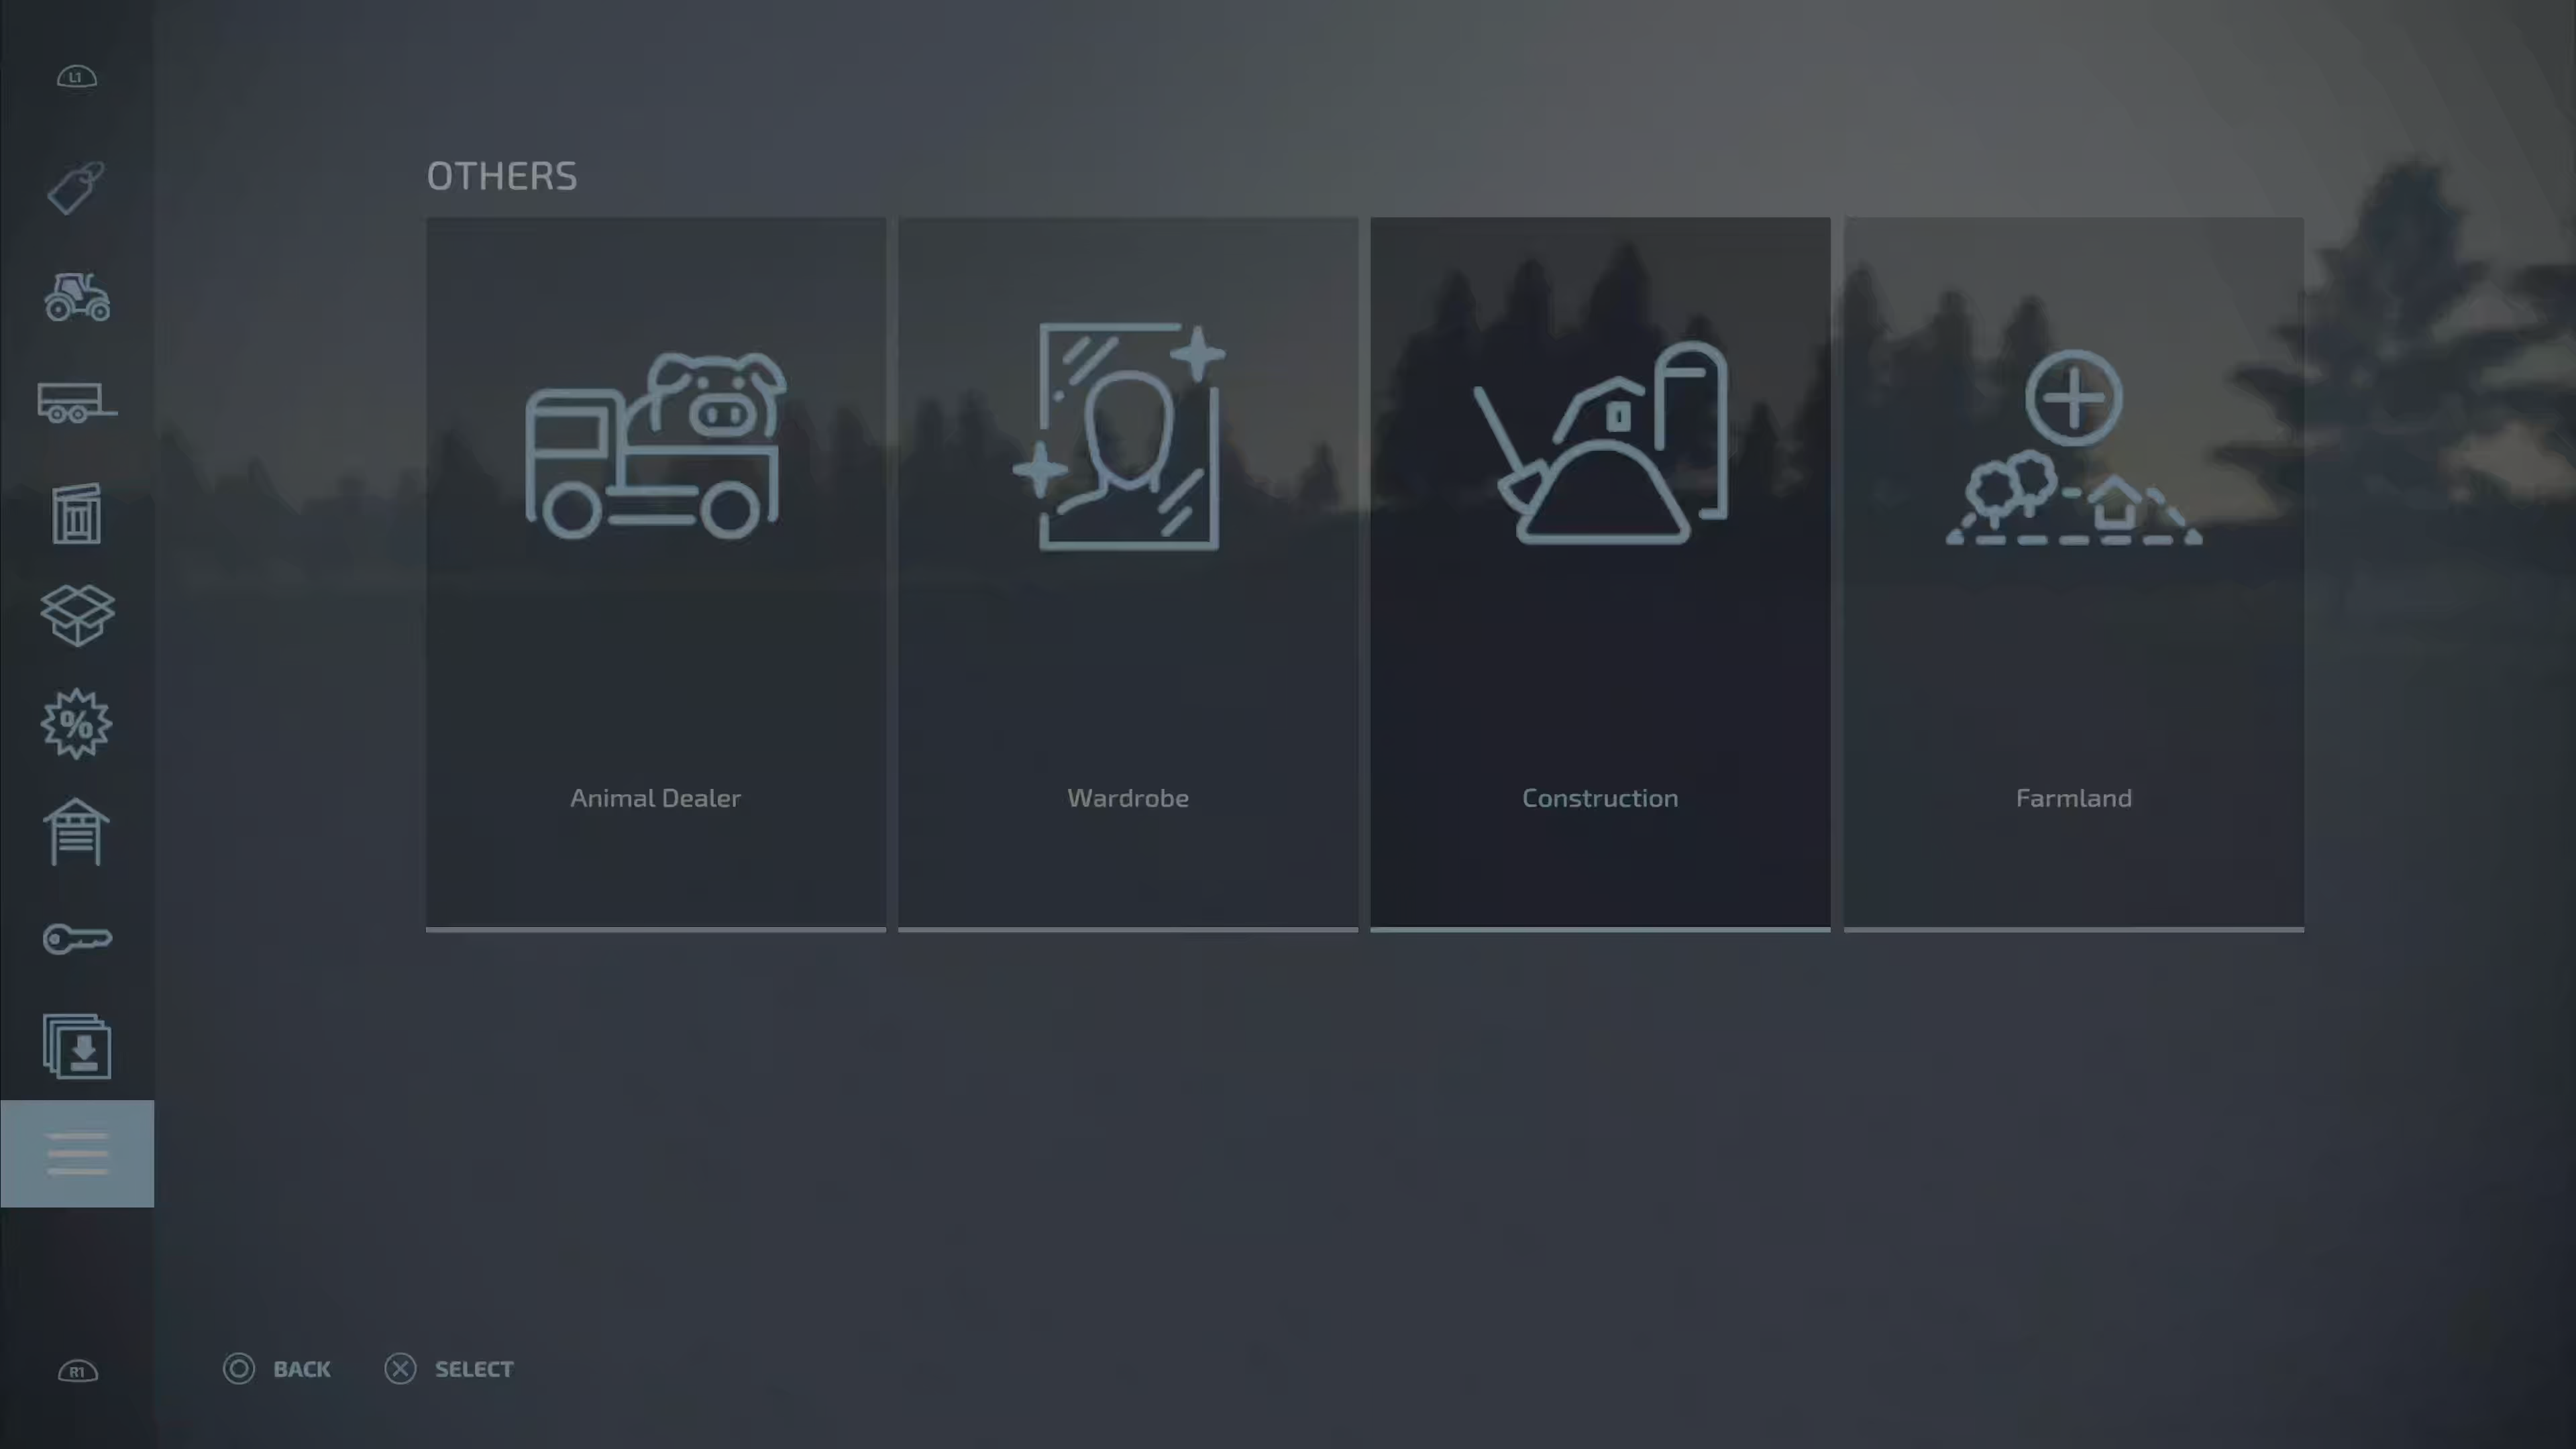 L1
OTHERS
Animal Dealer
Wardrobe
Construction
Farmland
%
R1
BACK
SELECT